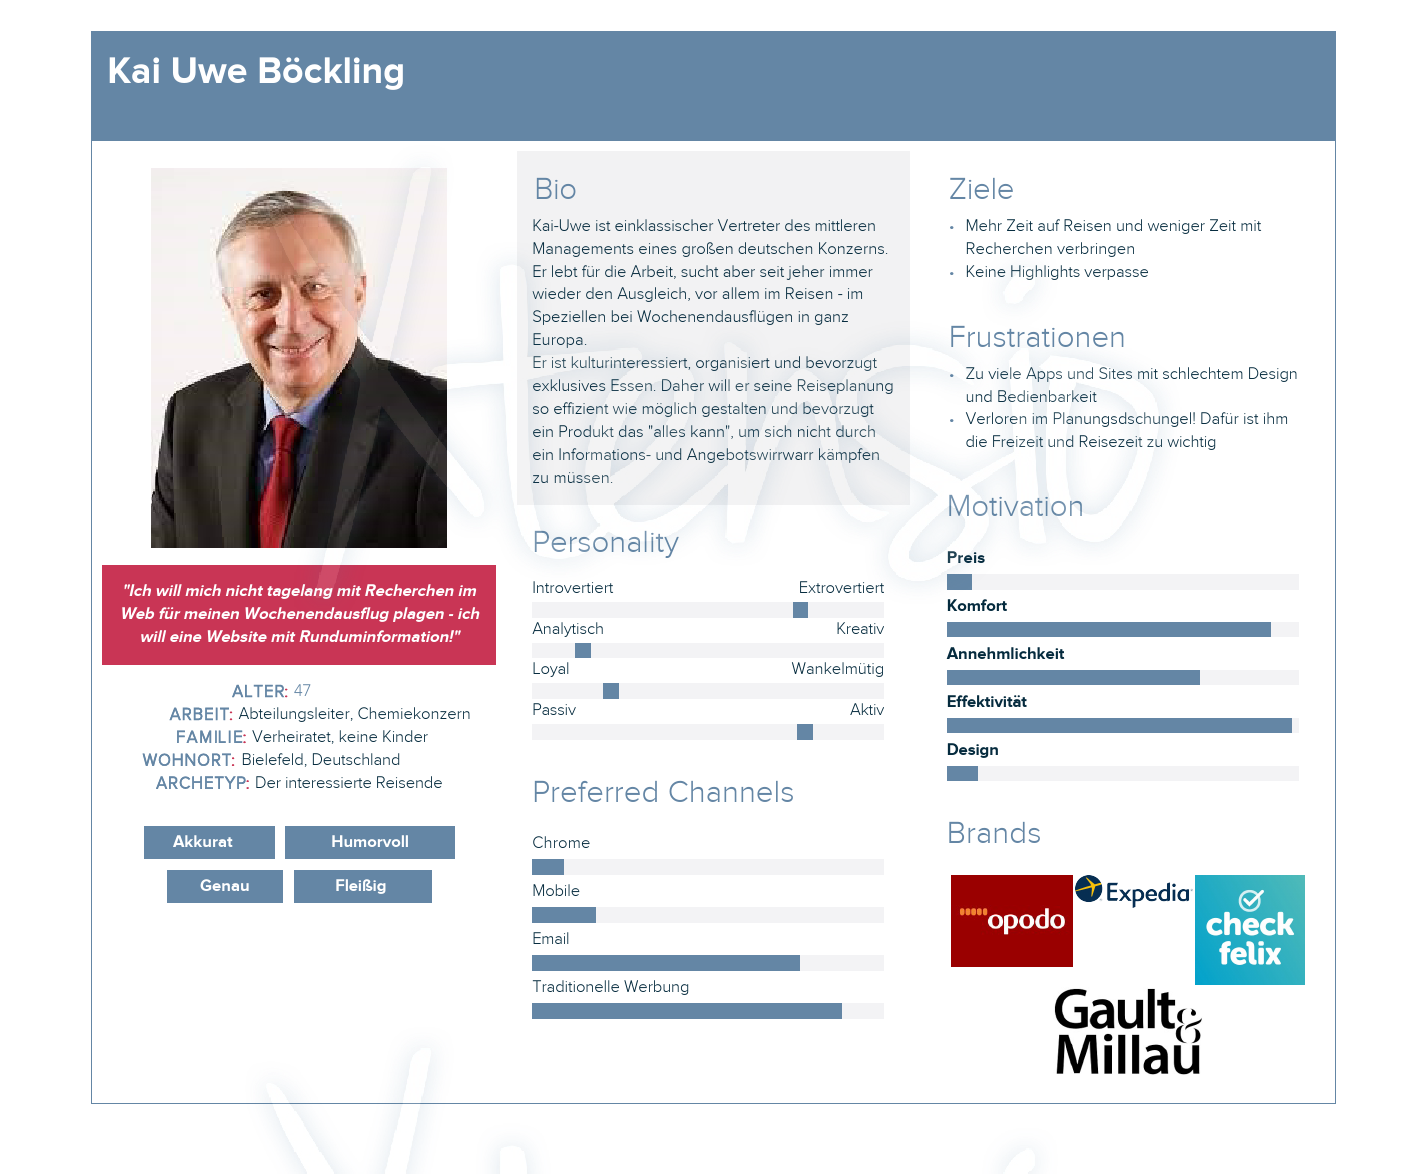 Kai Uwe Böckling
"Ich will mich nicht tagelang mit Recherchen im
Web für meinen Wochenendausflug plagen - ich
will eine Website mit Runduminformation!"
ALTER: 47
ARBEIT: Abteilungsleiter, Chemiekonzern
FAMILIE: Verheiratet, keine Kinder
WOHNORT: Bielefeld, Deutschland
ARCHETYP: Der interessierte Reisende
Akkurat
Humorvoll
Genau
Fleißig
Bio
Kai-Uwe ist einklassischer Vertreter des mittleren
Managements eines großen deutschen Konzerns.
Er lebt für die Arbeit, sucht aber seit jeher immer
wieder den Ausgleich, vor allem im Reisen - im
Speziellen bei Wochenendausflügen in ganz
Europa.
Er ist kulturinteressiert, organisiert und bevorzugt
exklusives Essen. Daher will er seine Reiseplanung
so effizient wie möglich gestalten und bevorzugt
ein Produkt das "alles kann", um sich nicht durch
ein Informations- und Angebotswirrwarr kämpfen
zu müssen.
Personality
Introvertiert Extrovertiert
Analytisch Kreativ
Loyal Wankelmütig
Passiv Aktiv
Preferred Channels
Chrome
Mobile
Email
Traditionelle Werbung
Ziele
• Mehr Zeit auf Reisen und weniger Zeit mit
Recherchen verbringen
• Keine Highlights verpasse
Frustrationen
• Zu viele Apps und Sites mit schlechtem Design
und Bedienbarkeit
• Verloren im Planungsdschungel! Dafür ist ihm
die Freizeit und Reisezeit zu wichtig
Motivation
Preis
Komfort
Annehmlichkeit
Effektivität
Design
Brands
opodo
Expedia
check
felix
Gault&
Millau
Xtensio